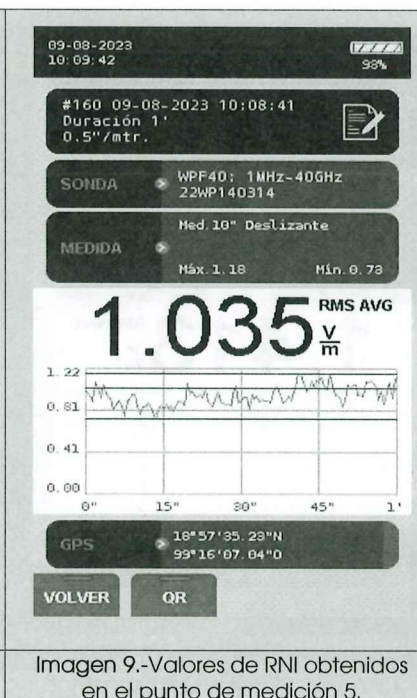 09-08-2023
10:09:42
98%
#160 09-08-2023 10:08:41
Duración 1'
0.5"/mtr.
SONDA
WPF40: 1MHz-40GHz
22WP140314
MEDIDA
Med.10" Deslizante
Máx.1.18 Mín.0.73
1.035 RMS AVG
V/m
1.22
0.81
0.41
0.00
0" 15" 30" 45" 1'
GPS
18°57'35.23"N
99°16'07.04"O
VOLVER QR
Imagen 9.-Valores de RNI obtenidos
en el punto de medición 5.